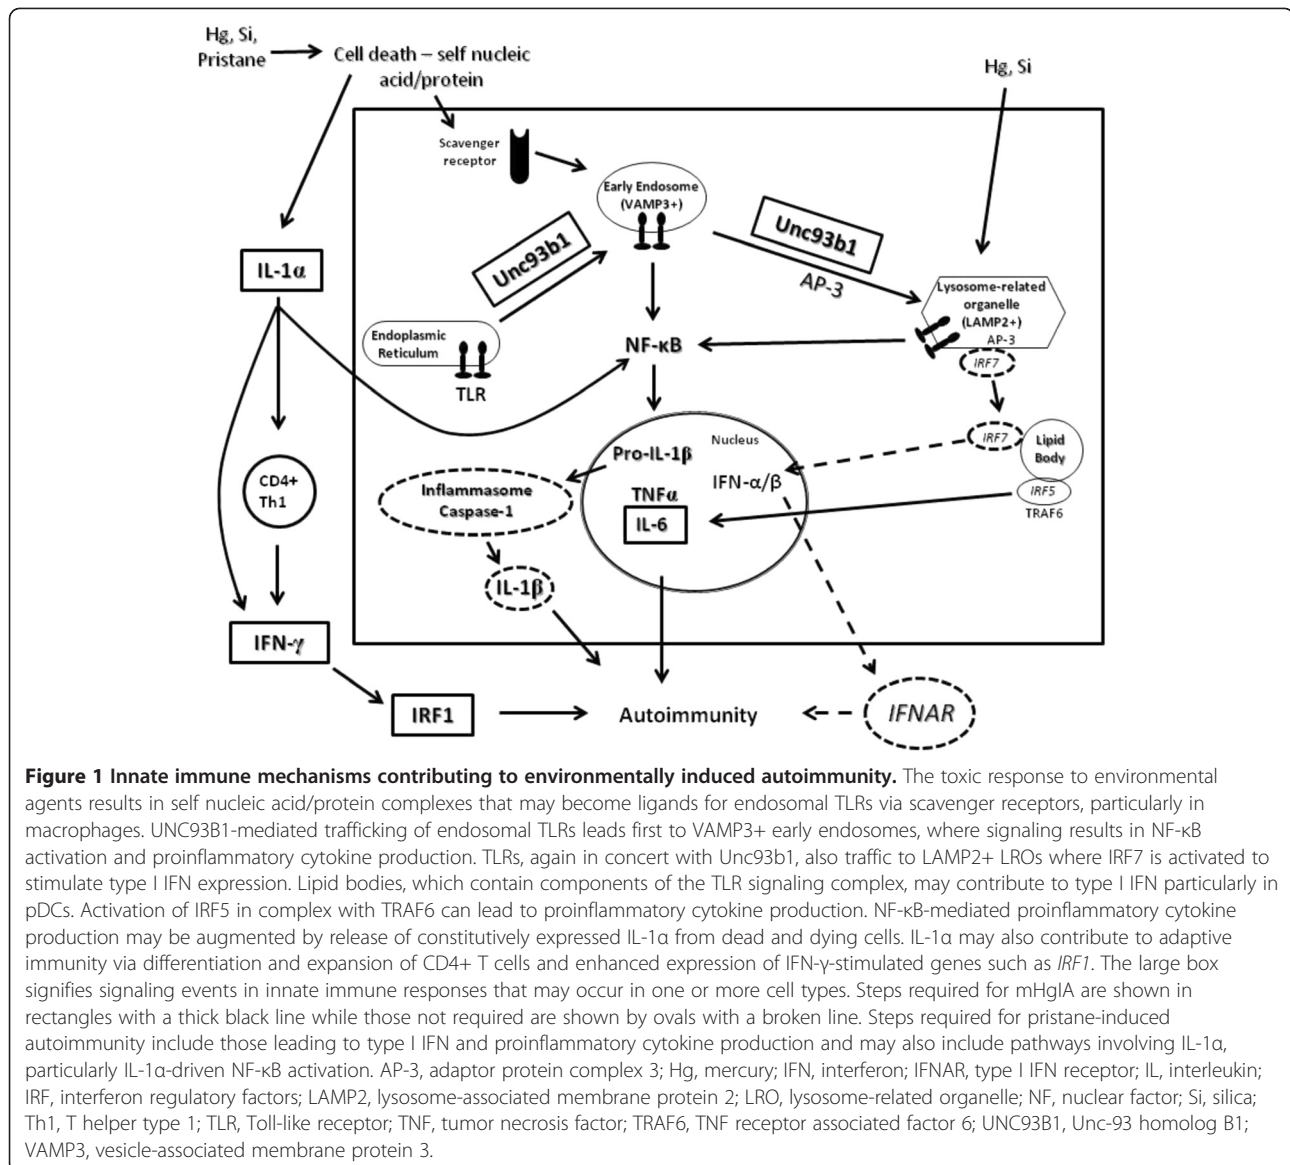 Hg, Si,
Pristane
Cell death – self nucleic
acid/protein
Hg, Si
Scavenger
receptor
Early Endosome
(VAMP3+)
Unc93b1
Unc93b1
AP-3
IL-1α
Lysosome-related
organelle
(LAMP2+)
AP-3
IRF7
Endoplasmic
Reticulum
TLR
NF-κB
IRF7
Lipid
Body
IRF5
TRAF6
Nucleus
Pro-IL-1β
IFN-α/β
TNFα
IL-6
CD4+
Th1
Inflammasome
Caspase-1
IL-1β
IFN-γ
IRF1
Autoimmunity
IFNAR
Figure 1 Innate immune mechanisms contributing to environmentally induced autoimmunity. The toxic response to environmental
agents results in self nucleic acid/protein complexes that may become ligands for endosomal TLRs via scavenger receptors, particularly in
macrophages. UNC93B1-mediated trafficking of endosomal TLRs leads first to VAMP3+ early endosomes, where signaling results in NF-κB
activation and proinflammatory cytokine production. TLRs, again in concert with Unc93b1, also traffic to LAMP2+ LROs where IRF7 is activated to
stimulate type I IFN expression. Lipid bodies, which contain components of the TLR signaling complex, may contribute to type I IFN particularly in
pDCs. Activation of IRF5 in complex with TRAF6 can lead to proinflammatory cytokine production. NF-κB-mediated proinflammatory cytokine
production may be augmented by release of constitutively expressed IL-1α from dead and dying cells. IL-1α may also contribute to adaptive
immunity via differentiation and expansion of CD4+ T cells and enhanced expression of IFN-γ-stimulated genes such as IRF1. The large box
signifies signaling events in innate immune responses that may occur in one or more cell types. Steps required for mHgIA are shown in
rectangles with a thick black line while those not required are shown by ovals with a broken line. Steps required for pristane-induced
autoimmunity include those leading to type I IFN and proinflammatory cytokine production and may also include pathways involving IL-1α,
particularly IL-1α-driven NF-κB activation. AP-3, adaptor protein complex 3; Hg, mercury; IFN, interferon; IFNAR, type I IFN receptor; IL, interleukin;
IRF, interferon regulatory factors; LAMP2, lysosome-associated membrane protein 2; LRO, lysosome-related organelle; NF, nuclear factor; Si, silica;
Th1, T helper type 1; TLR, Toll-like receptor; TNF, tumor necrosis factor; TRAF6, TNF receptor associated factor 6; UNC93B1, Unc-93 homolog B1;
VAMP3, vesicle-associated membrane protein 3.